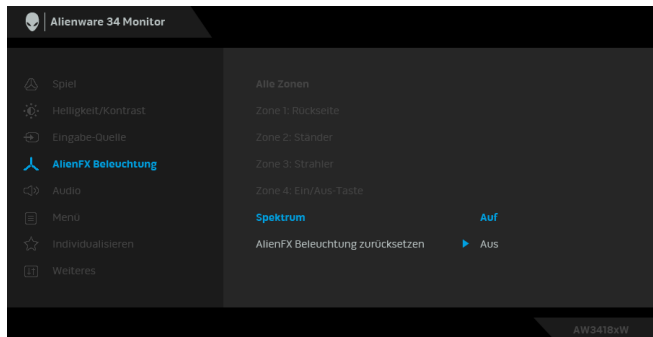 Alienware 34 Monitor
Spiel
Alle Zonen
Helligkeit/Kontrast
Zone 1: Rückseite
Eingabe-Quelle
Zone 2: Ständer
AlienFX Beleuchtung
Zone 3: Strahler
Audio
Zone 4: Ein/Aus-Taste
Menü
Spektrum
Auf
Individualisieren
AlienFX Beleuchtung zurücksetzen
Aus
Weiteres
AW3418xW